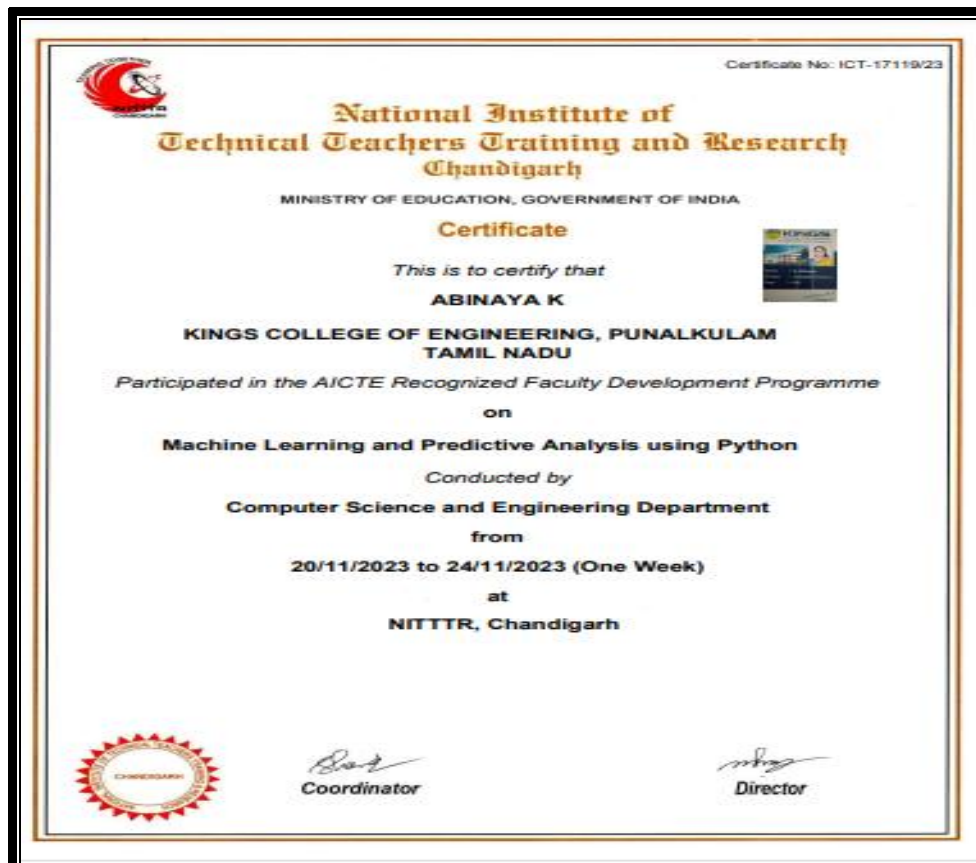 Certificate No: ICT-17119/23
National Institute of
Technical Teachers Training and Research
Chandigarh
MINISTRY OF EDUCATION, GOVERNMENT OF INDIA
Certificate
KINGS
This is to certify that
ABINAYA K
KINGS COLLEGE OF ENGINEERING, PUNALKULAM
TAMIL NADU
Participated in the AICTE Recognized Faculty Development Programme
on
Machine Learning and Predictive Analysis using Python
Conducted by
Computer Science and Engineering Department
from
20/11/2023 to 24/11/2023 (One Week)
at
NITTTR, Chandigarh
CHANDIGARH
Coordinator
Director